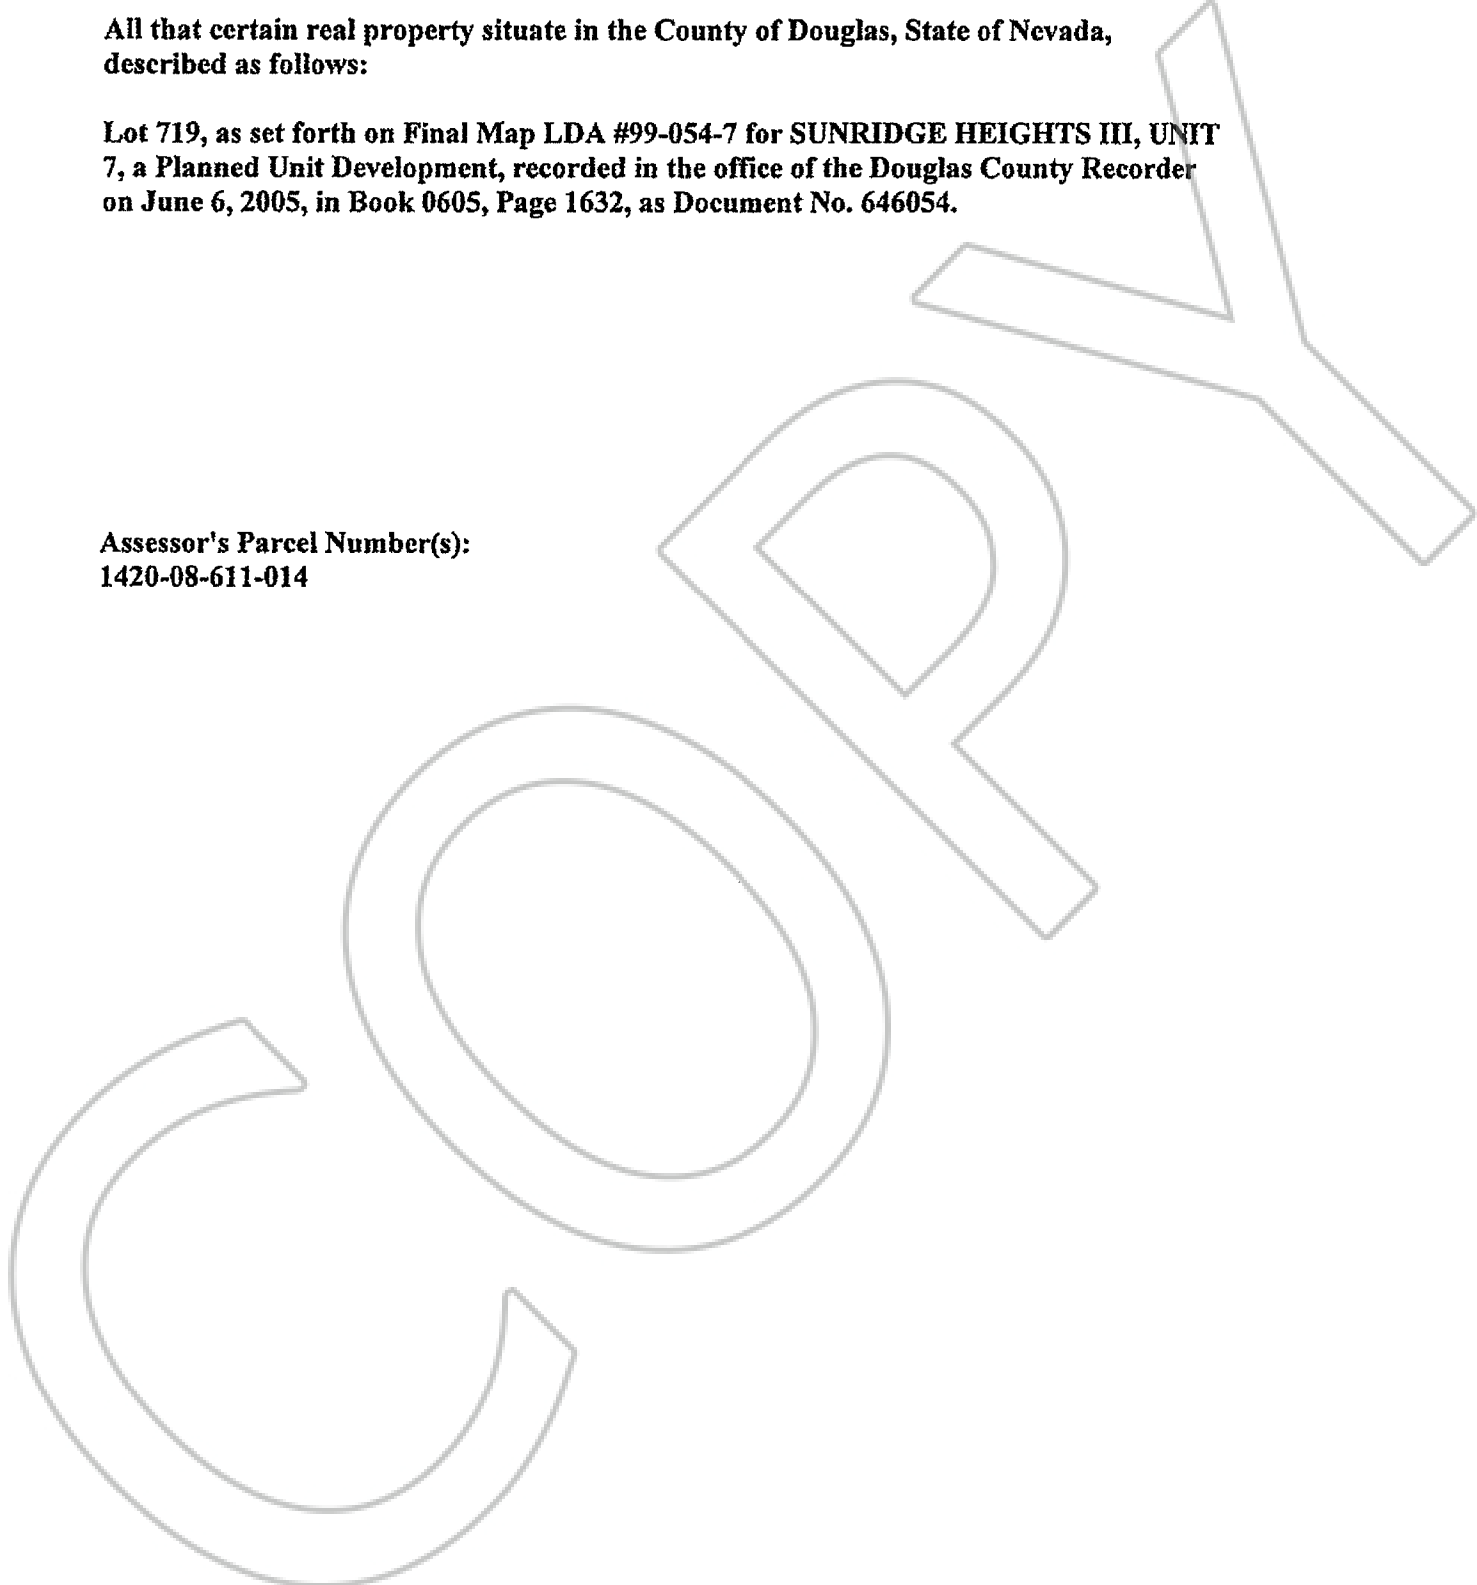 All that certain real property situate in the County of Douglas, State of Nevada,
described as follows:
Lot 719, as set forth on Final Map LDA #99-054-7 for SUNRIDGE HEIGHTS III, UNIT
7, a Planned Unit Development, recorded in the office of the Douglas County Recorder
on June 6, 2005, in Book 0605, Page 1632, as Document No. 646054.
Assessor's Parcel Number(s):
1420-08-611-014
COPY